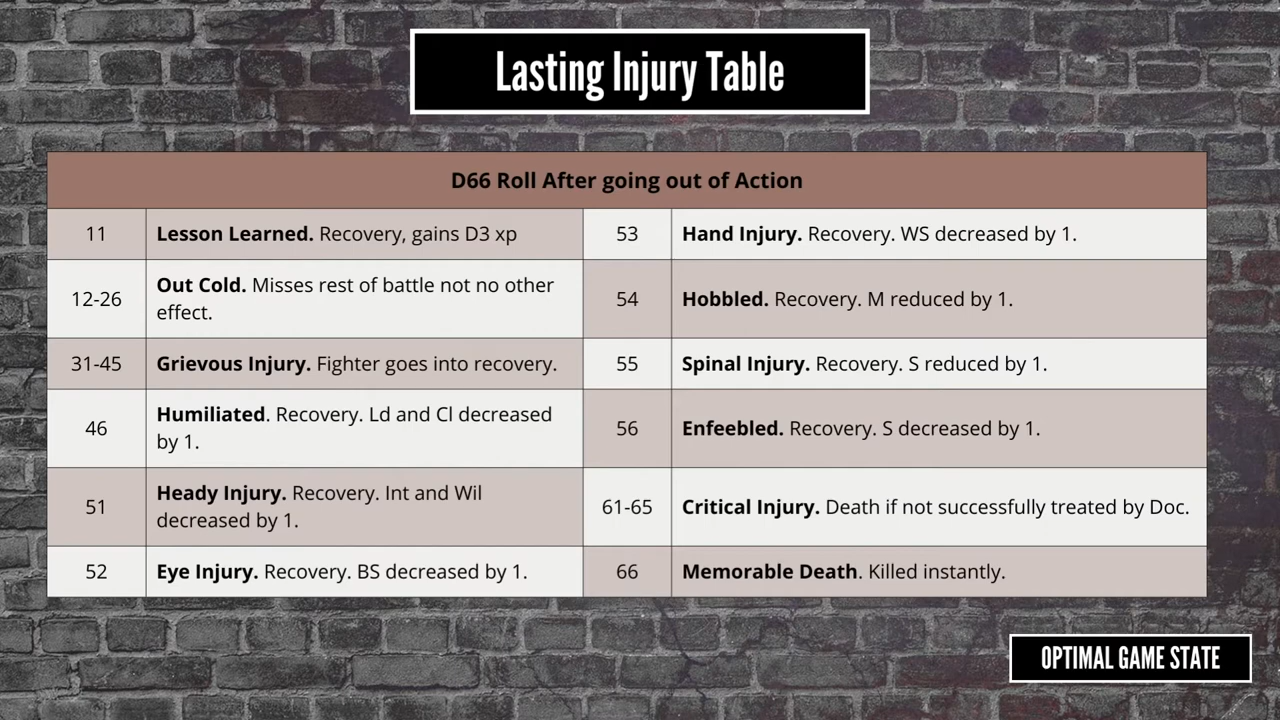 Lasting Injury Table
D66 Roll After going out of Action
11
Lesson Learned. Recovery, gains D3 xp
12-26
Out Cold. Misses rest of battle not no other
effect.
31-45
Grievous Injury. Fighter goes into recovery.
46
Humiliated. Recovery. Ld and Cl decreased
by 1.
51
Heady Injury. Recovery. Int and Wil
decreased by 1.
52
Eye Injury. Recovery. BS decreased by 1.
53
Hand Injury. Recovery. WS decreased by 1.
54
Hobbled. Recovery. M reduced by 1.
55
Spinal Injury. Recovery. S reduced by 1.
56
Enfeebled. Recovery. S decreased by 1.
61-65
Critical Injury. Death if not successfully treated by Doc.
66
Memorable Death. Killed instantly.
OPTIMAL GAME STATE